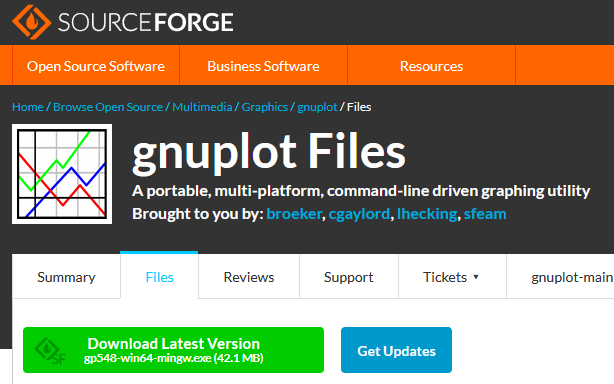 SOURCEFORGE
Open Source Software Business Software Resources
Home / Browse Open Source / Multimedia / Graphics / gnuplot / Files
gnuplot Files
A portable, multi-platform, command-line driven graphing utility
Brought to you by: broeker, cgaylord, lhecking, sfeam
Summary Files Reviews Support Tickets ▾ gnuplot-main
Download Latest Version
gp548-win64-mingw.exe (42.1 MB)
Get Updates
SF